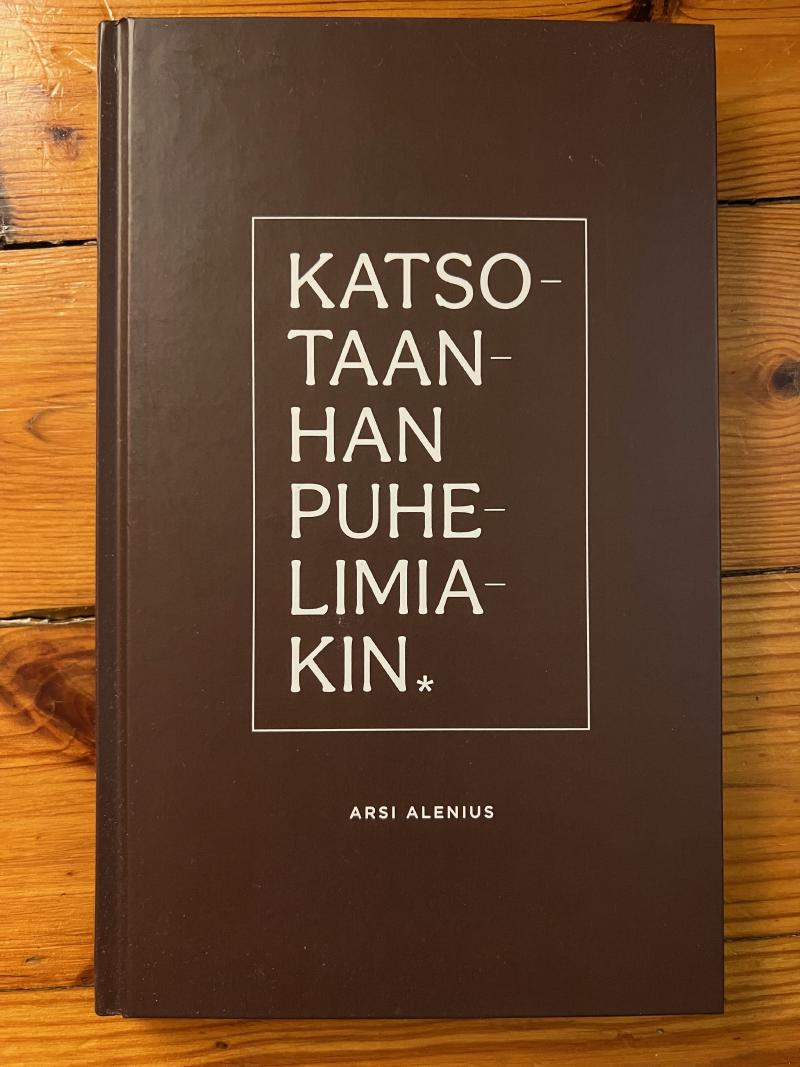 KATSO–
TAAN–
HAN
PUHE–
LIMIA–
KIN.*
ARSI ALENIUS